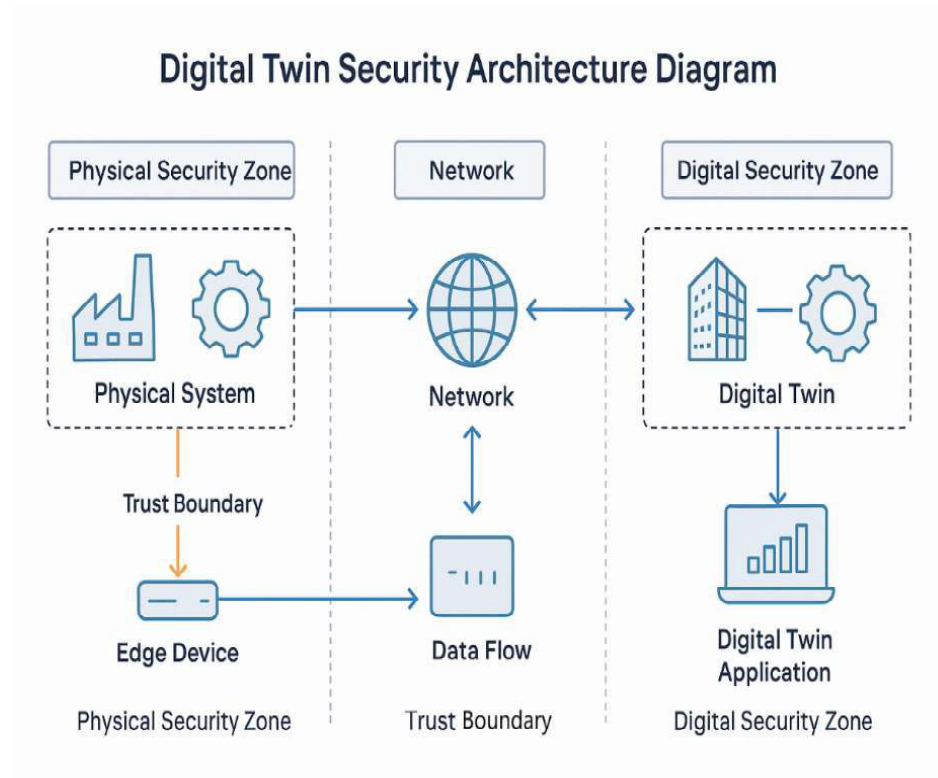 Digital Twin Security Architecture Diagram
Physical Security Zone
Network
Digital Security Zone
Physical System
Network
Digital Twin
Trust Boundary
Edge Device
Data Flow
Digital Twin
Application
Physical Security Zone
Trust Boundary
Digital Security Zone